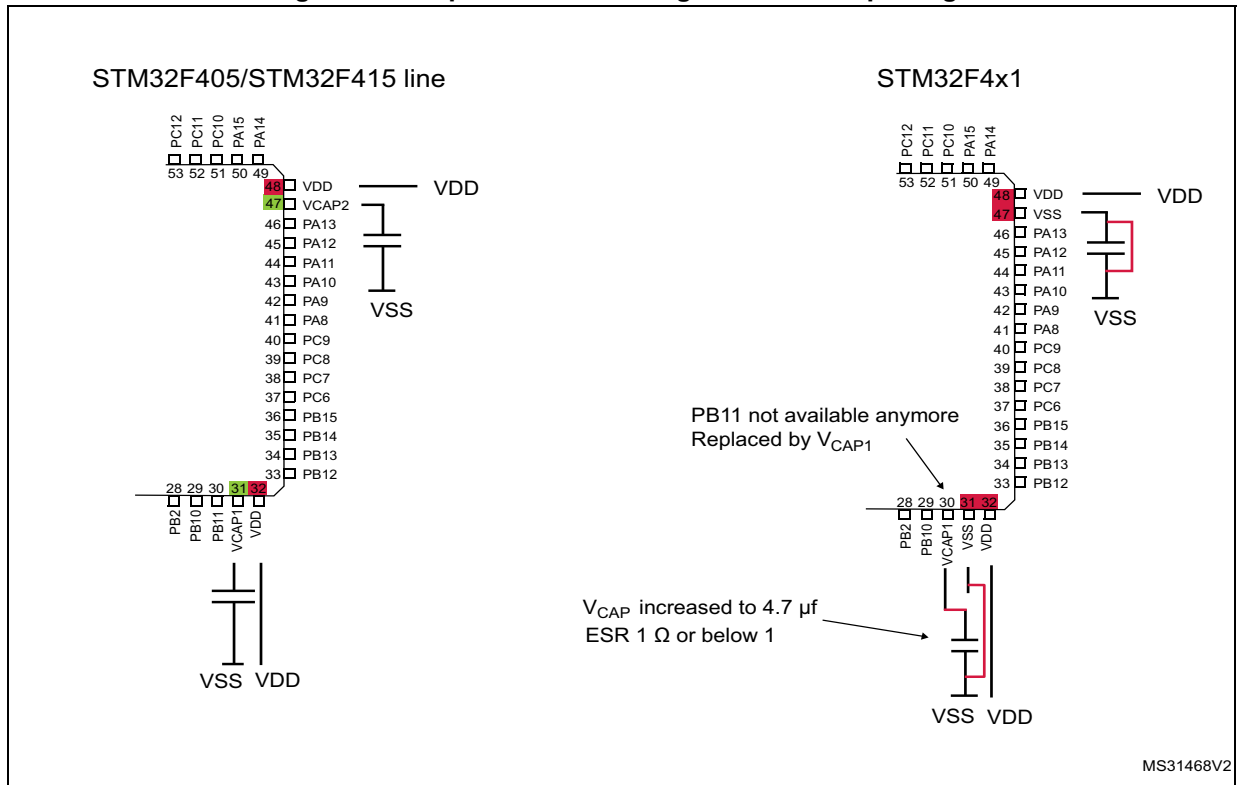 STM32F405/STM32F415 line
PC12
PC11
PC10
PA15
PA14
53 52 51 50 49
48 VDD
VDD
47 VCAP2
46 PA13
45 PA12
44 PA11
43 PA10
42 PA9
41 PA8
40 PC9
39 PC8
38 PC7
37 PC6
36 PB15
35 PB14
34 PB13
33 PB12
VSS
28 29 30 31 32
PB2
PB10
PB11
VCAP1
VDD
VSS VDD
STM32F4x1
PC12
PC11
PC10
PA15
PA14
53 52 51 50 49
48 VDD
VDD
47 VSS
46 PA13
45 PA12
44 PA11
43 PA10
42 PA9
41 PA8
40 PC9
39 PC8
38 PC7
37 PC6
36 PB15
35 PB14
34 PB13
33 PB12
VSS
PB11 not available anymore
Replaced by VCAP1
28 29 30 31 32
PB2
PB10
VCAP1
VSS
VDD
VCAP increased to 4.7 µf
ESR 1 Ω or below 1
VSS VDD
MS31468V2